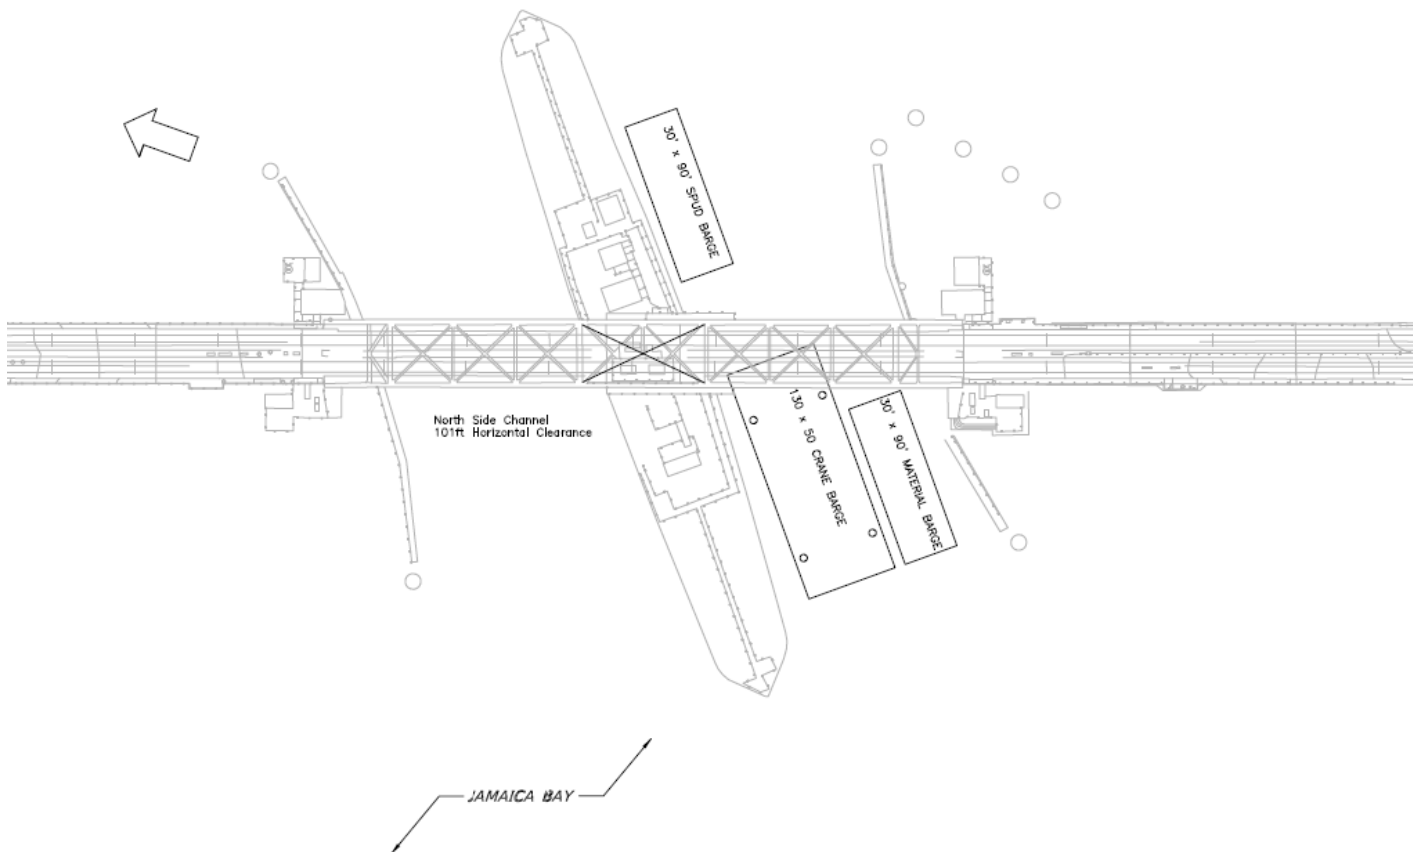 30' x 90' SPUD BARGE
North Side Channel
101ft Horizontal Clearance
130 x 50 CRANE BARGE
30' x 90' MATERIAL BARGE
JAMAICA BAY